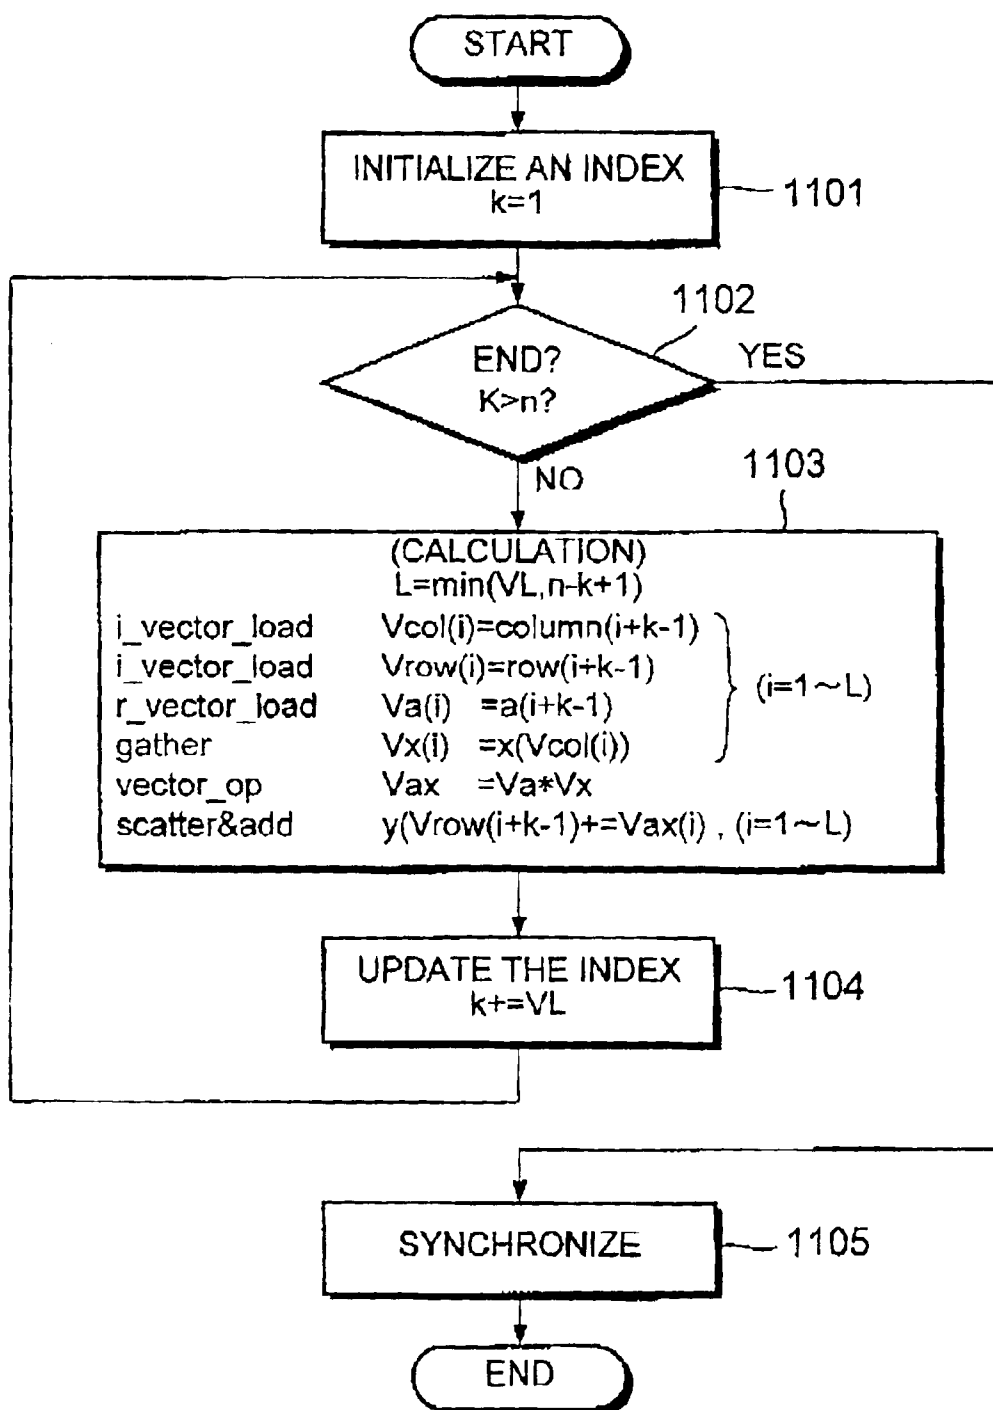 START
INITIALIZE AN INDEX
k=1
1101
1102
END?
K>n?
YES
NO
1103
(CALCULATION)
L=min(VL,n-k+1)
i_vector_load Vcol(i)=column(i+k-1)
i_vector_load Vrow(i)=row(i+k-1)
(i=1~L)
r_vector_load Va(i) =a(i+k-1)
gather Vx(i) =x(Vcol(i))
vector_op Vax =Va*Vx
scatter&add y(Vrow(i+k-1)+=Vax(i) , (i=1~L)
UPDATE THE INDEX
k+=VL
1104
SYNCHRONIZE
1105
END